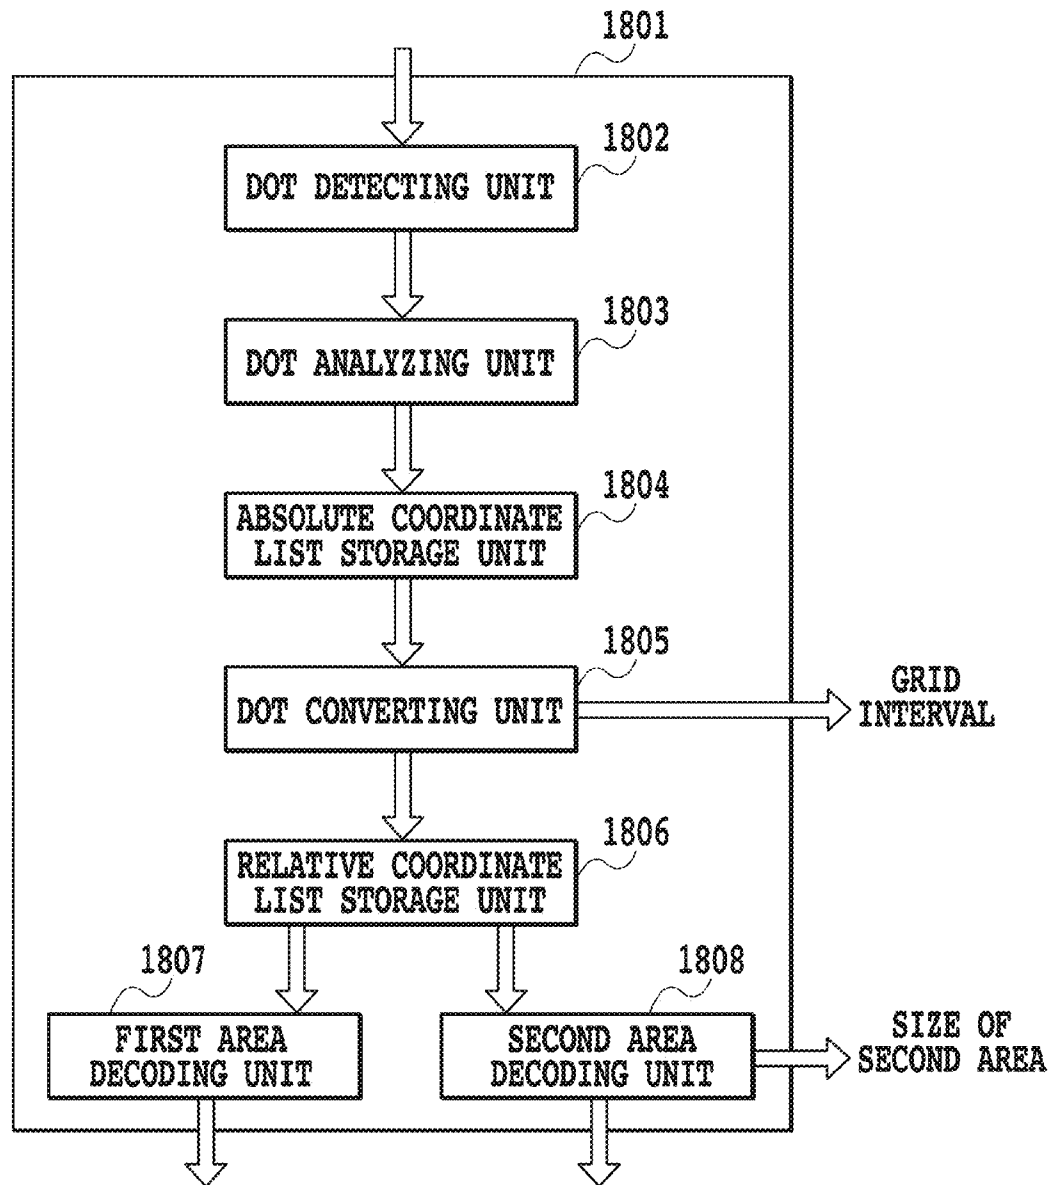 1801
1802
DOT DETECTING UNIT
1803
DOT ANALYZING UNIT
1804
ABSOLUTE COORDINATE
LIST STORAGE UNIT
1805
DOT CONVERTING UNIT
GRID
INTERVAL
1806
RELATIVE COORDINATE
LIST STORAGE UNIT
1807
FIRST AREA
DECODING UNIT
1808
SECOND AREA
DECODING UNIT
SIZE OF
SECOND AREA